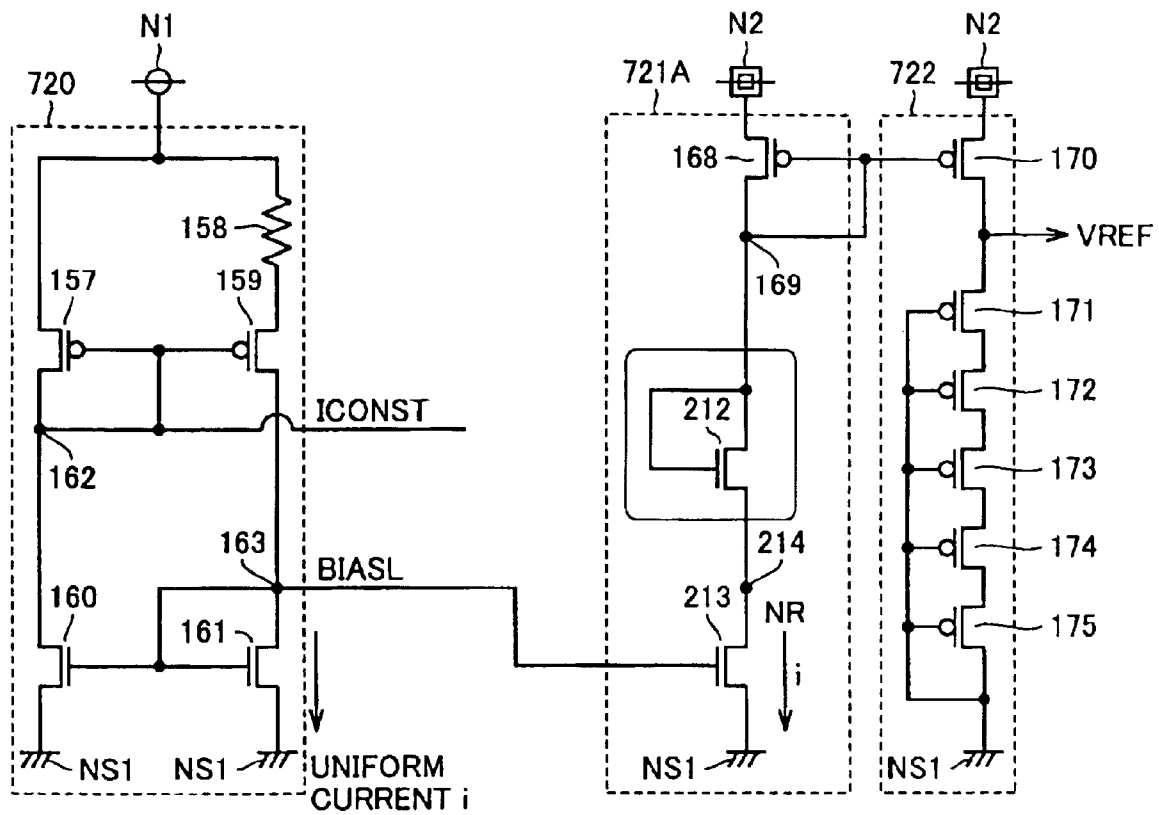 N1
N2
N2
720
721A
722
168
170
158
VREF
157
159
169
171
ICONST
212
172
162
173
163
BIASL
214
174
160
161
213
NR
175
i
NS1
NS1
UNIFORM
CURRENT i
NS1
NS1